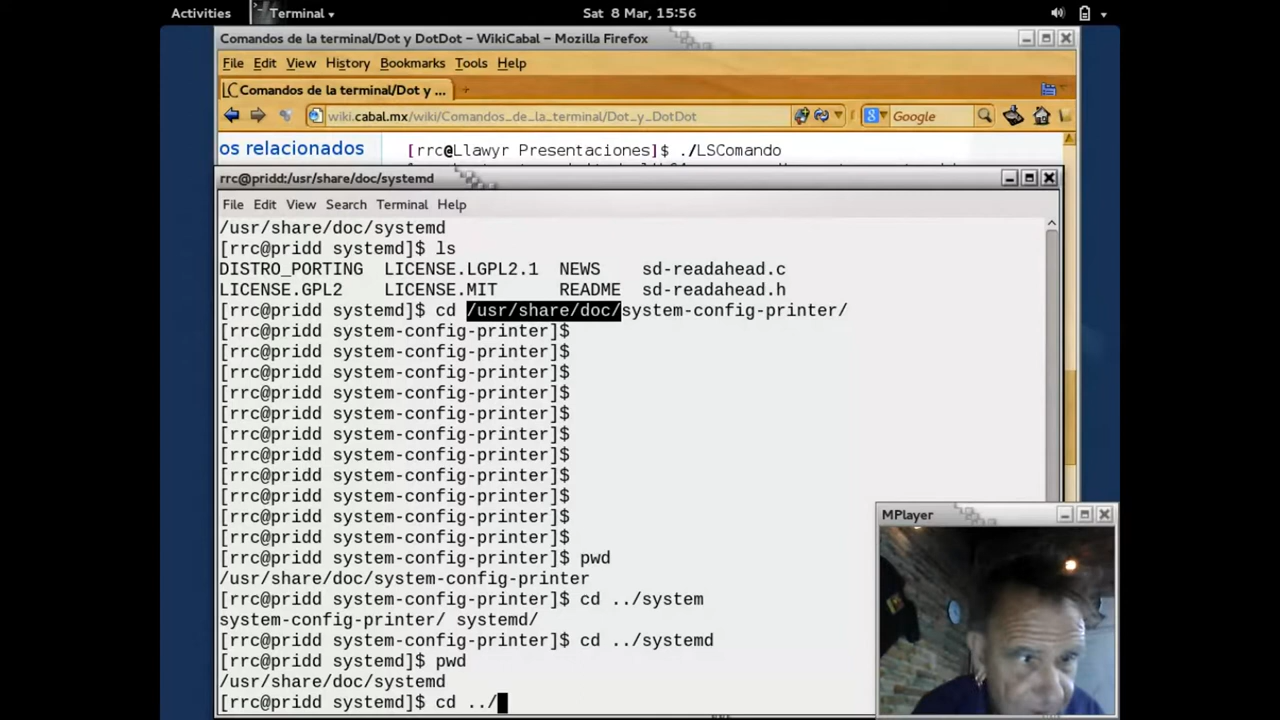 Activities
Terminal
Sat 8 Mar, 15:56
Comandos de la terminal/Dot y DotDot – WikiCabal – Mozilla Firefox
File Edit View History Bookmarks Tools Help
Comandos de la terminal/Dot y ...
wiki.cabal.mx/wiki/Comandos_de_la_terminal/Dot_y_DotDot
Google
os relacionados
[rrc@Llawyr Presentaciones]$ ./LSComando
rrc@pridd:/usr/share/doc/systemd
File Edit View Search Terminal Help
/usr/share/doc/systemd
[rrc@pridd systemd]$ ls
DISTRO_PORTING LICENSE.LGPL2.1 NEWS sd-readahead.c
LICENSE.GPL2 LICENSE.MIT README sd-readahead.h
[rrc@pridd systemd]$ cd /usr/share/doc/system-config-printer/
[rrc@pridd system-config-printer]$
[rrc@pridd system-config-printer]$
[rrc@pridd system-config-printer]$
[rrc@pridd system-config-printer]$
[rrc@pridd system-config-printer]$
[rrc@pridd system-config-printer]$
[rrc@pridd system-config-printer]$
[rrc@pridd system-config-printer]$
[rrc@pridd system-config-printer]$
[rrc@pridd system-config-printer]$
[rrc@pridd system-config-printer]$
[rrc@pridd system-config-printer]$ pwd
/usr/share/doc/system-config-printer
[rrc@pridd system-config-printer]$ cd ../system
system-config-printer/ systemd/
[rrc@pridd system-config-printer]$ cd ../systemd
[rrc@pridd systemd]$ pwd
/usr/share/doc/systemd
[rrc@pridd systemd]$ cd ../
MPlayer